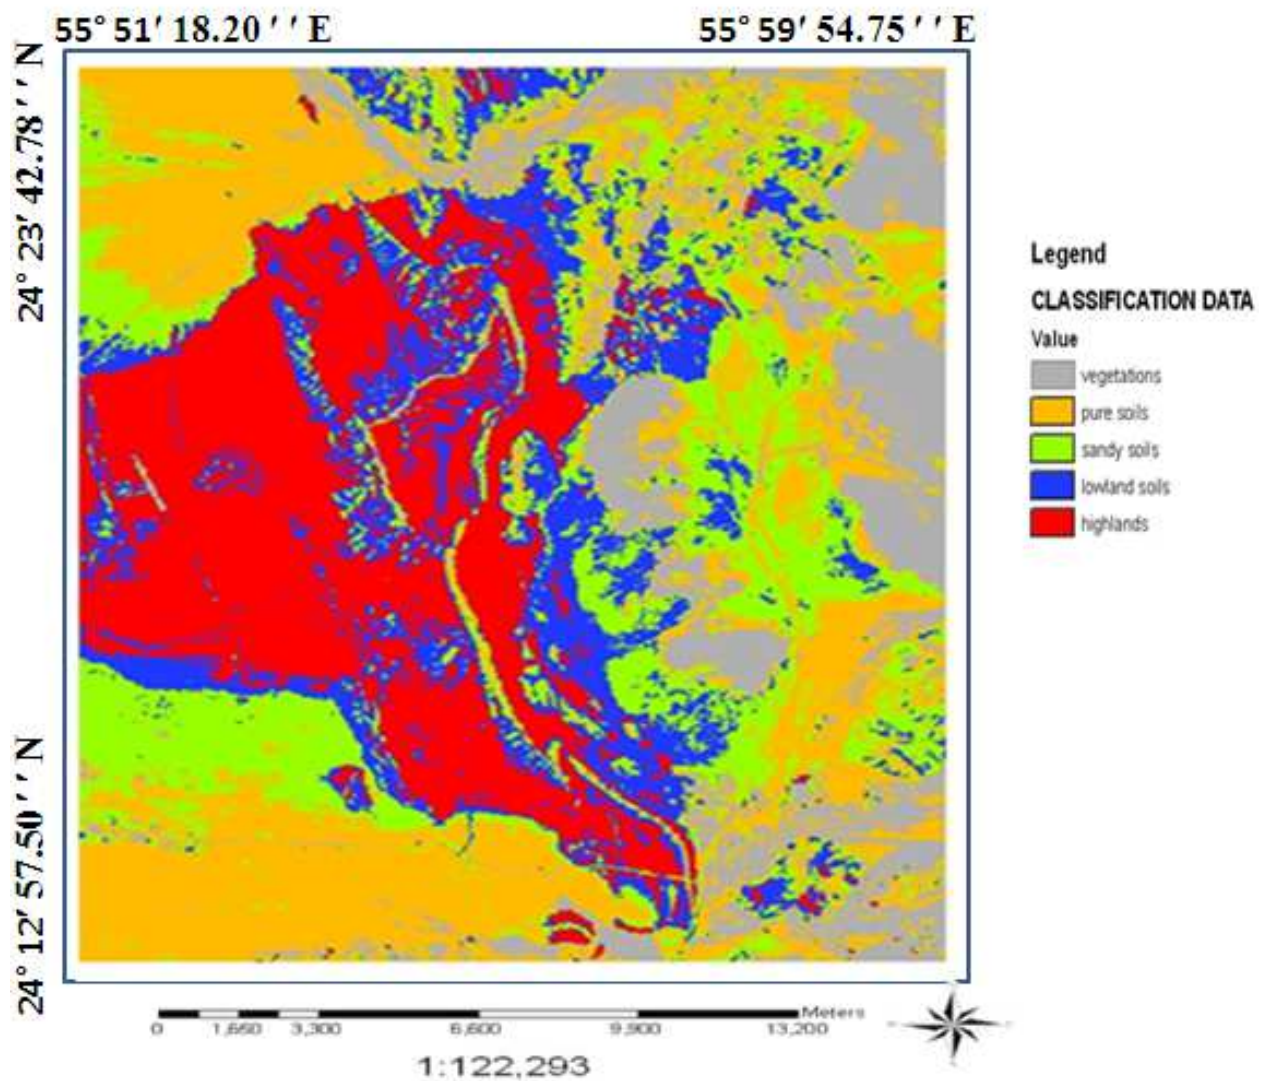 55° 51′ 18.20 ′ ′ E
55° 59′ 54.75 ′ ′ E
24° 23′ 42.78 ′ ′ N
24° 12′ 57.50 ′ ′ N
Legend
CLASSIFICATION DATA
Value
vegetations
pure soils
sandy soils
lowland soils
highlands
Meters
0 1,650 3,300 6,600 9,900 13,200
1:122,293